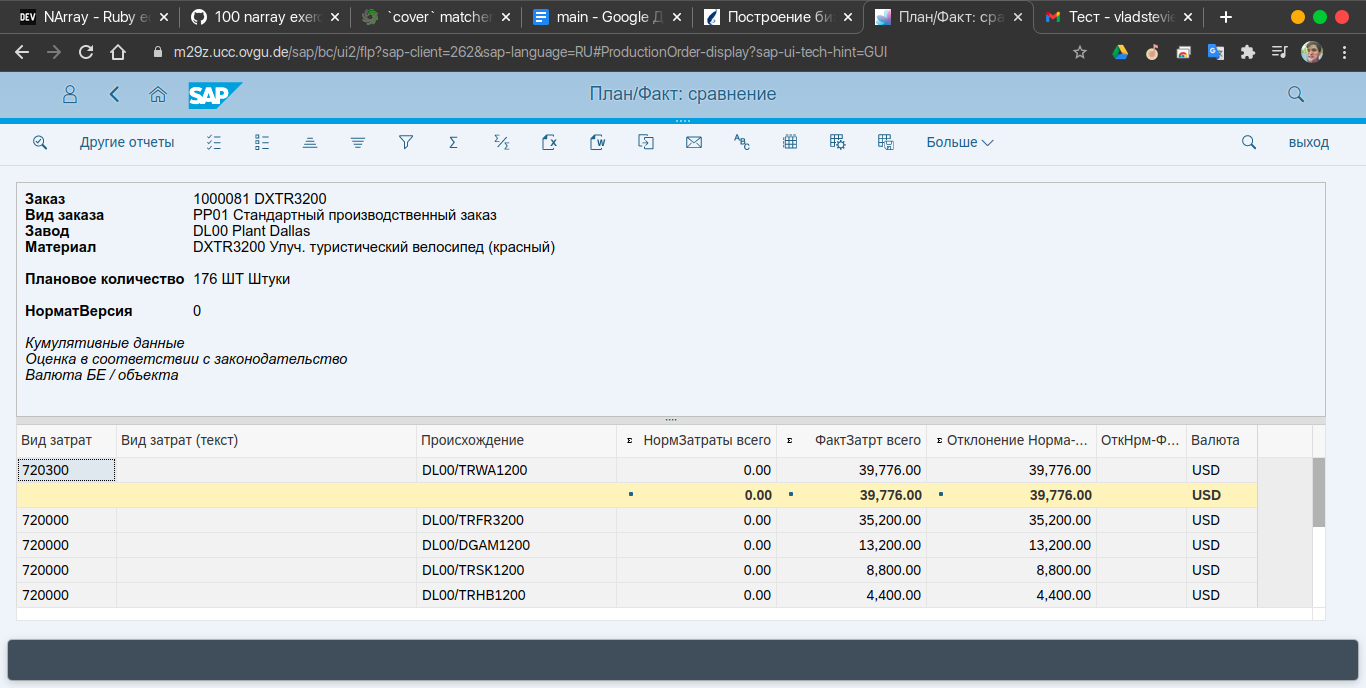 DEV NArray - Ruby e
100 narray exerc
`cover` matcher
main - Google Д
Построение би
План/Факт: сра
Тест - vladstevie
m29z.ucc.ovgu.de/sap/bc/ui2/flp?sap-client=262&sap-language=RU#ProductionOrder-display?sap-ui-tech-hint=GUI
SAP
План/Факт: сравнение
Другие отчеты
Больше
выход
Заказ 1000081 DXTR3200
Вид заказа PP01 Стандартный производственный заказ
Завод DL00 Plant Dallas
Материал DXTR3200 Улуч. туристический велосипед (красный)
Плановое количество 176 ШТ Штуки
НорматВерсия 0
Кумулятивные данные
Оценка в соответствии с законодательство
Валюта БЕ / объекта
Вид затрат Вид затрат (текст) Происхождение Σ НормЗатраты всего Σ ФактЗатрт всего Σ Отклонение Норма-... ОткНрм-Ф... Валюта
720300 DL00/TRWA1200 0.00 39,776.00 39,776.00 USD
▪ 0.00 ▪ 39,776.00 ▪ 39,776.00 USD
720000 DL00/TRFR3200 0.00 35,200.00 35,200.00 USD
720000 DL00/DGAM1200 0.00 13,200.00 13,200.00 USD
720000 DL00/TRSK1200 0.00 8,800.00 8,800.00 USD
720000 DL00/TRHB1200 0.00 4,400.00 4,400.00 USD